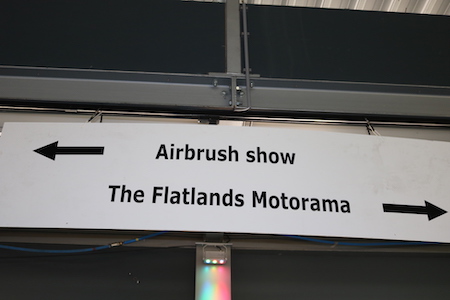 Airbrush show
The Flatlands Motorama